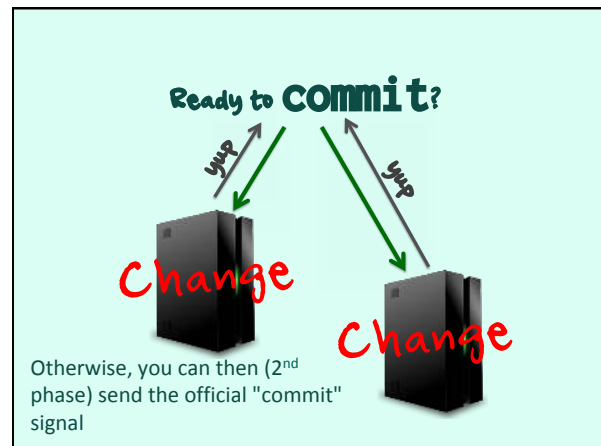 Ready to commit?
yup
yup
Change
Change
Otherwise, you can then (2nd
phase) send the official "commit"
signal